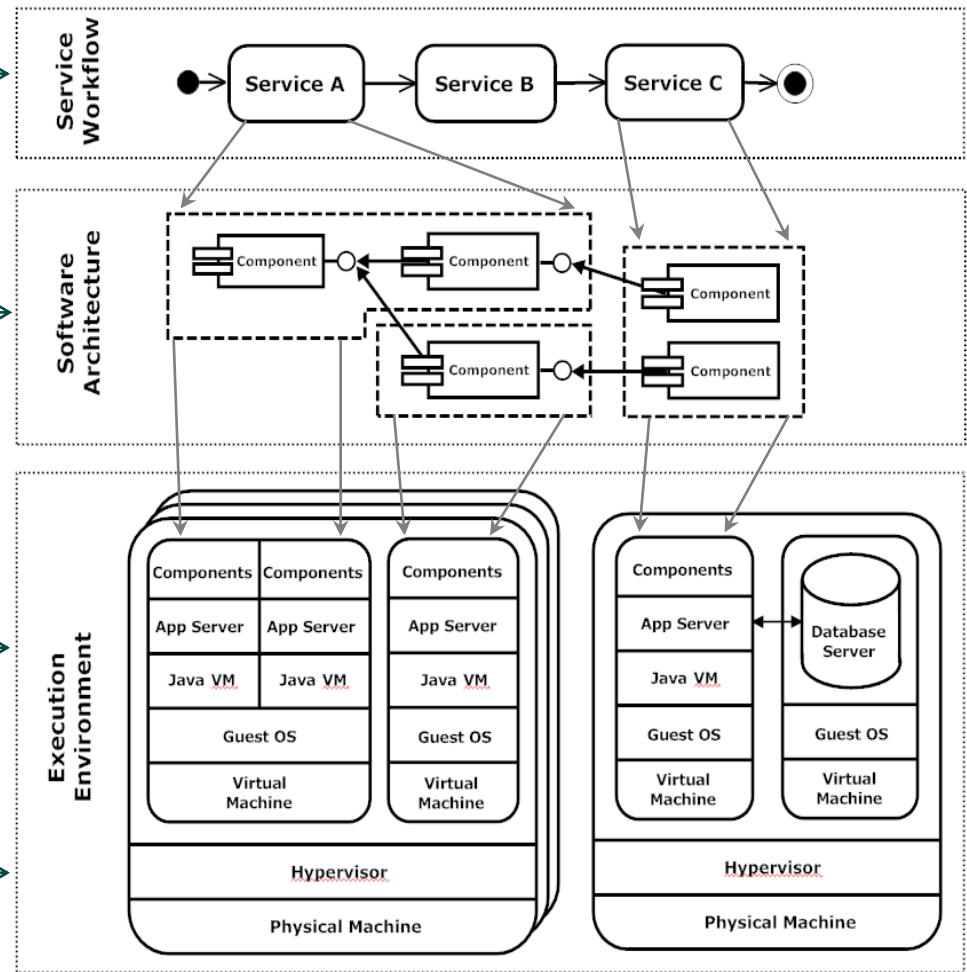 Service
Workflow
Service A
Service B
Service C
Software
Architecture
Component
Component
Component
Component
Component
Execution
Environment
Components
Components
App Server
App Server
Java VM
Java VM
Guest OS
Virtual
Machine
Components
App Server
Java VM
Guest OS
Virtual
Machine
Hypervisor
Physical Machine
Components
App Server
Java VM
Guest OS
Virtual
Machine
Database
Server
Guest OS
Virtual
Machine
Hypervisor
Physical Machine